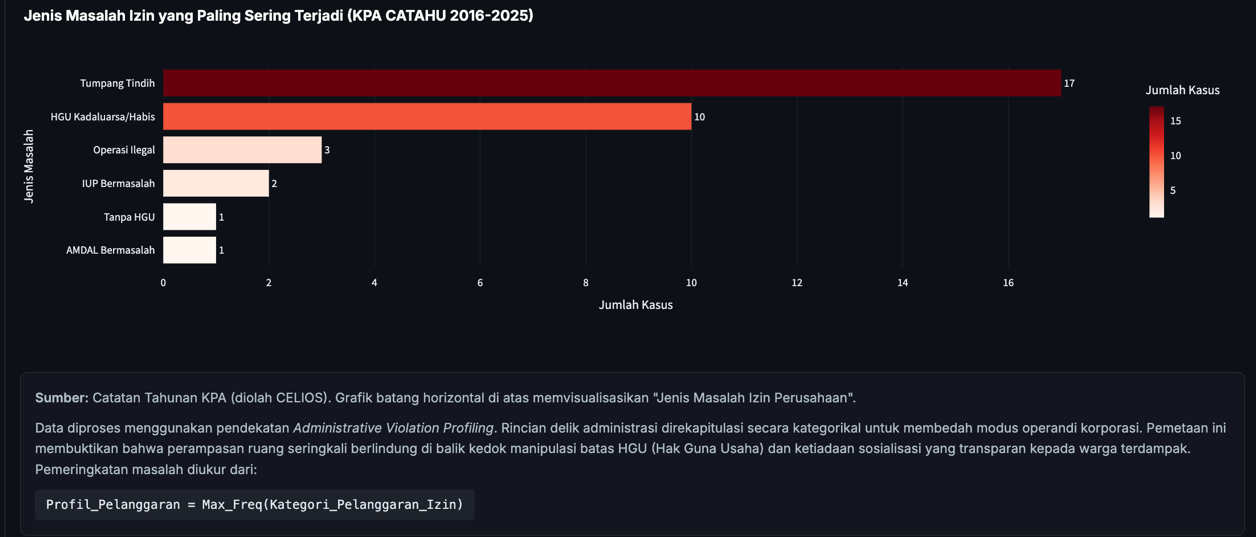 Jenis Masalah Izin yang Paling Sering Terjadi (KPA CATAHU 2016-2025)
Jenis Masalah
Tumpang Tindih
17
HGU Kadaluarsa/Habis
10
Operasi Ilegal
3
IUP Bermasalah
2
Tanpa HGU
1
AMDAL Bermasalah
1
0 2 4 6 8 10 12 14 16
Jumlah Kasus
Jumlah Kasus
15
10
5
Sumber: Catatan Tahunan KPA (diolah CELIOS). Grafik batang horizontal di atas memvisualisasikan "Jenis Masalah Izin Perusahaan".
Data diproses menggunakan pendekatan Administrative Violation Profiling. Rincian delik administrasi direkapitulasi secara kategorikal untuk membedah modus operandi korporasi. Pemetaan ini
membuktikan bahwa perampasan ruang seringkali berlindung di balik kedok manipulasi batas HGU (Hak Guna Usaha) dan ketiadaan sosialisasi yang transparan kepada warga terdampak.
Pemeringkatan masalah diukur dari:
Profil_Pelanggaran = Max_Freq(Kategori_Pelanggaran_Izin)